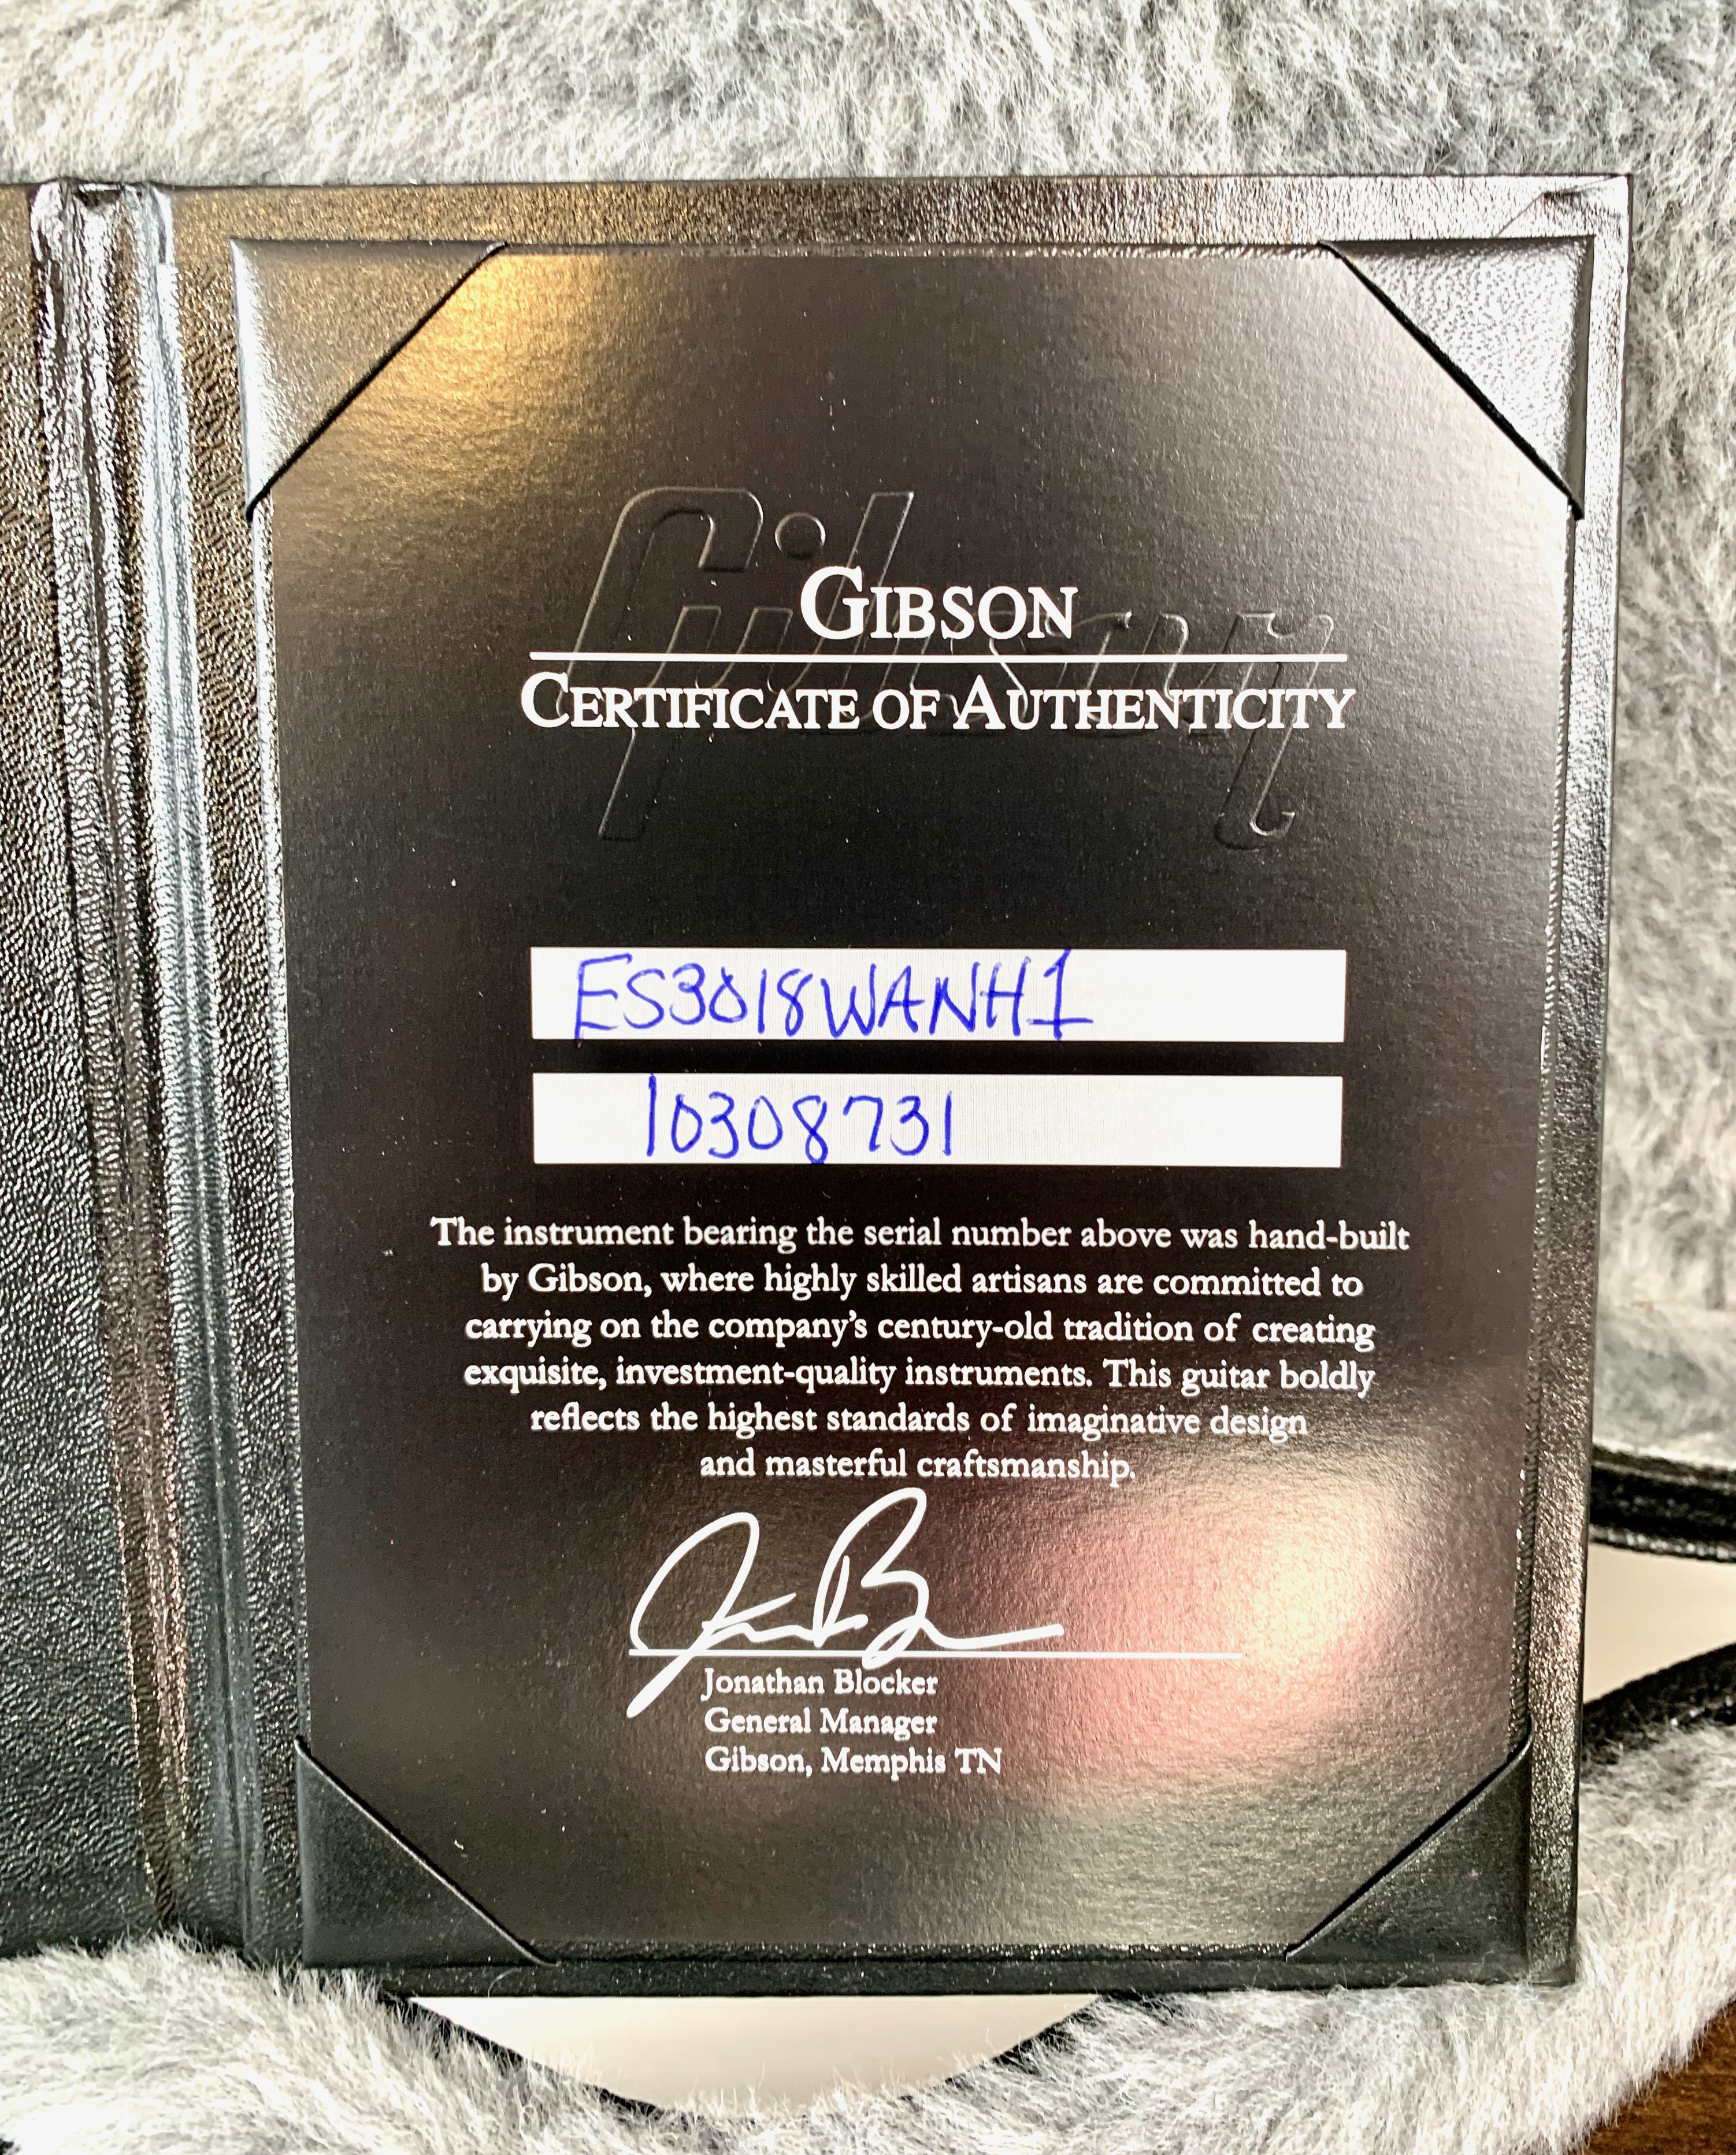 Gibson
GIBSON
CERTIFICATE OF AUTHENTICITY
ES3018WANH1
10308731
The instrument bearing the serial number above was hand-built
by Gibson, where highly skilled artisans are committed to
carrying on the company's century-old tradition of creating
exquisite, investment-quality instruments. This guitar boldly
reflects the highest standards of imaginative design
and masterful craftsmanship.
Jonathan Blocker
General Manager
Gibson, Memphis TN